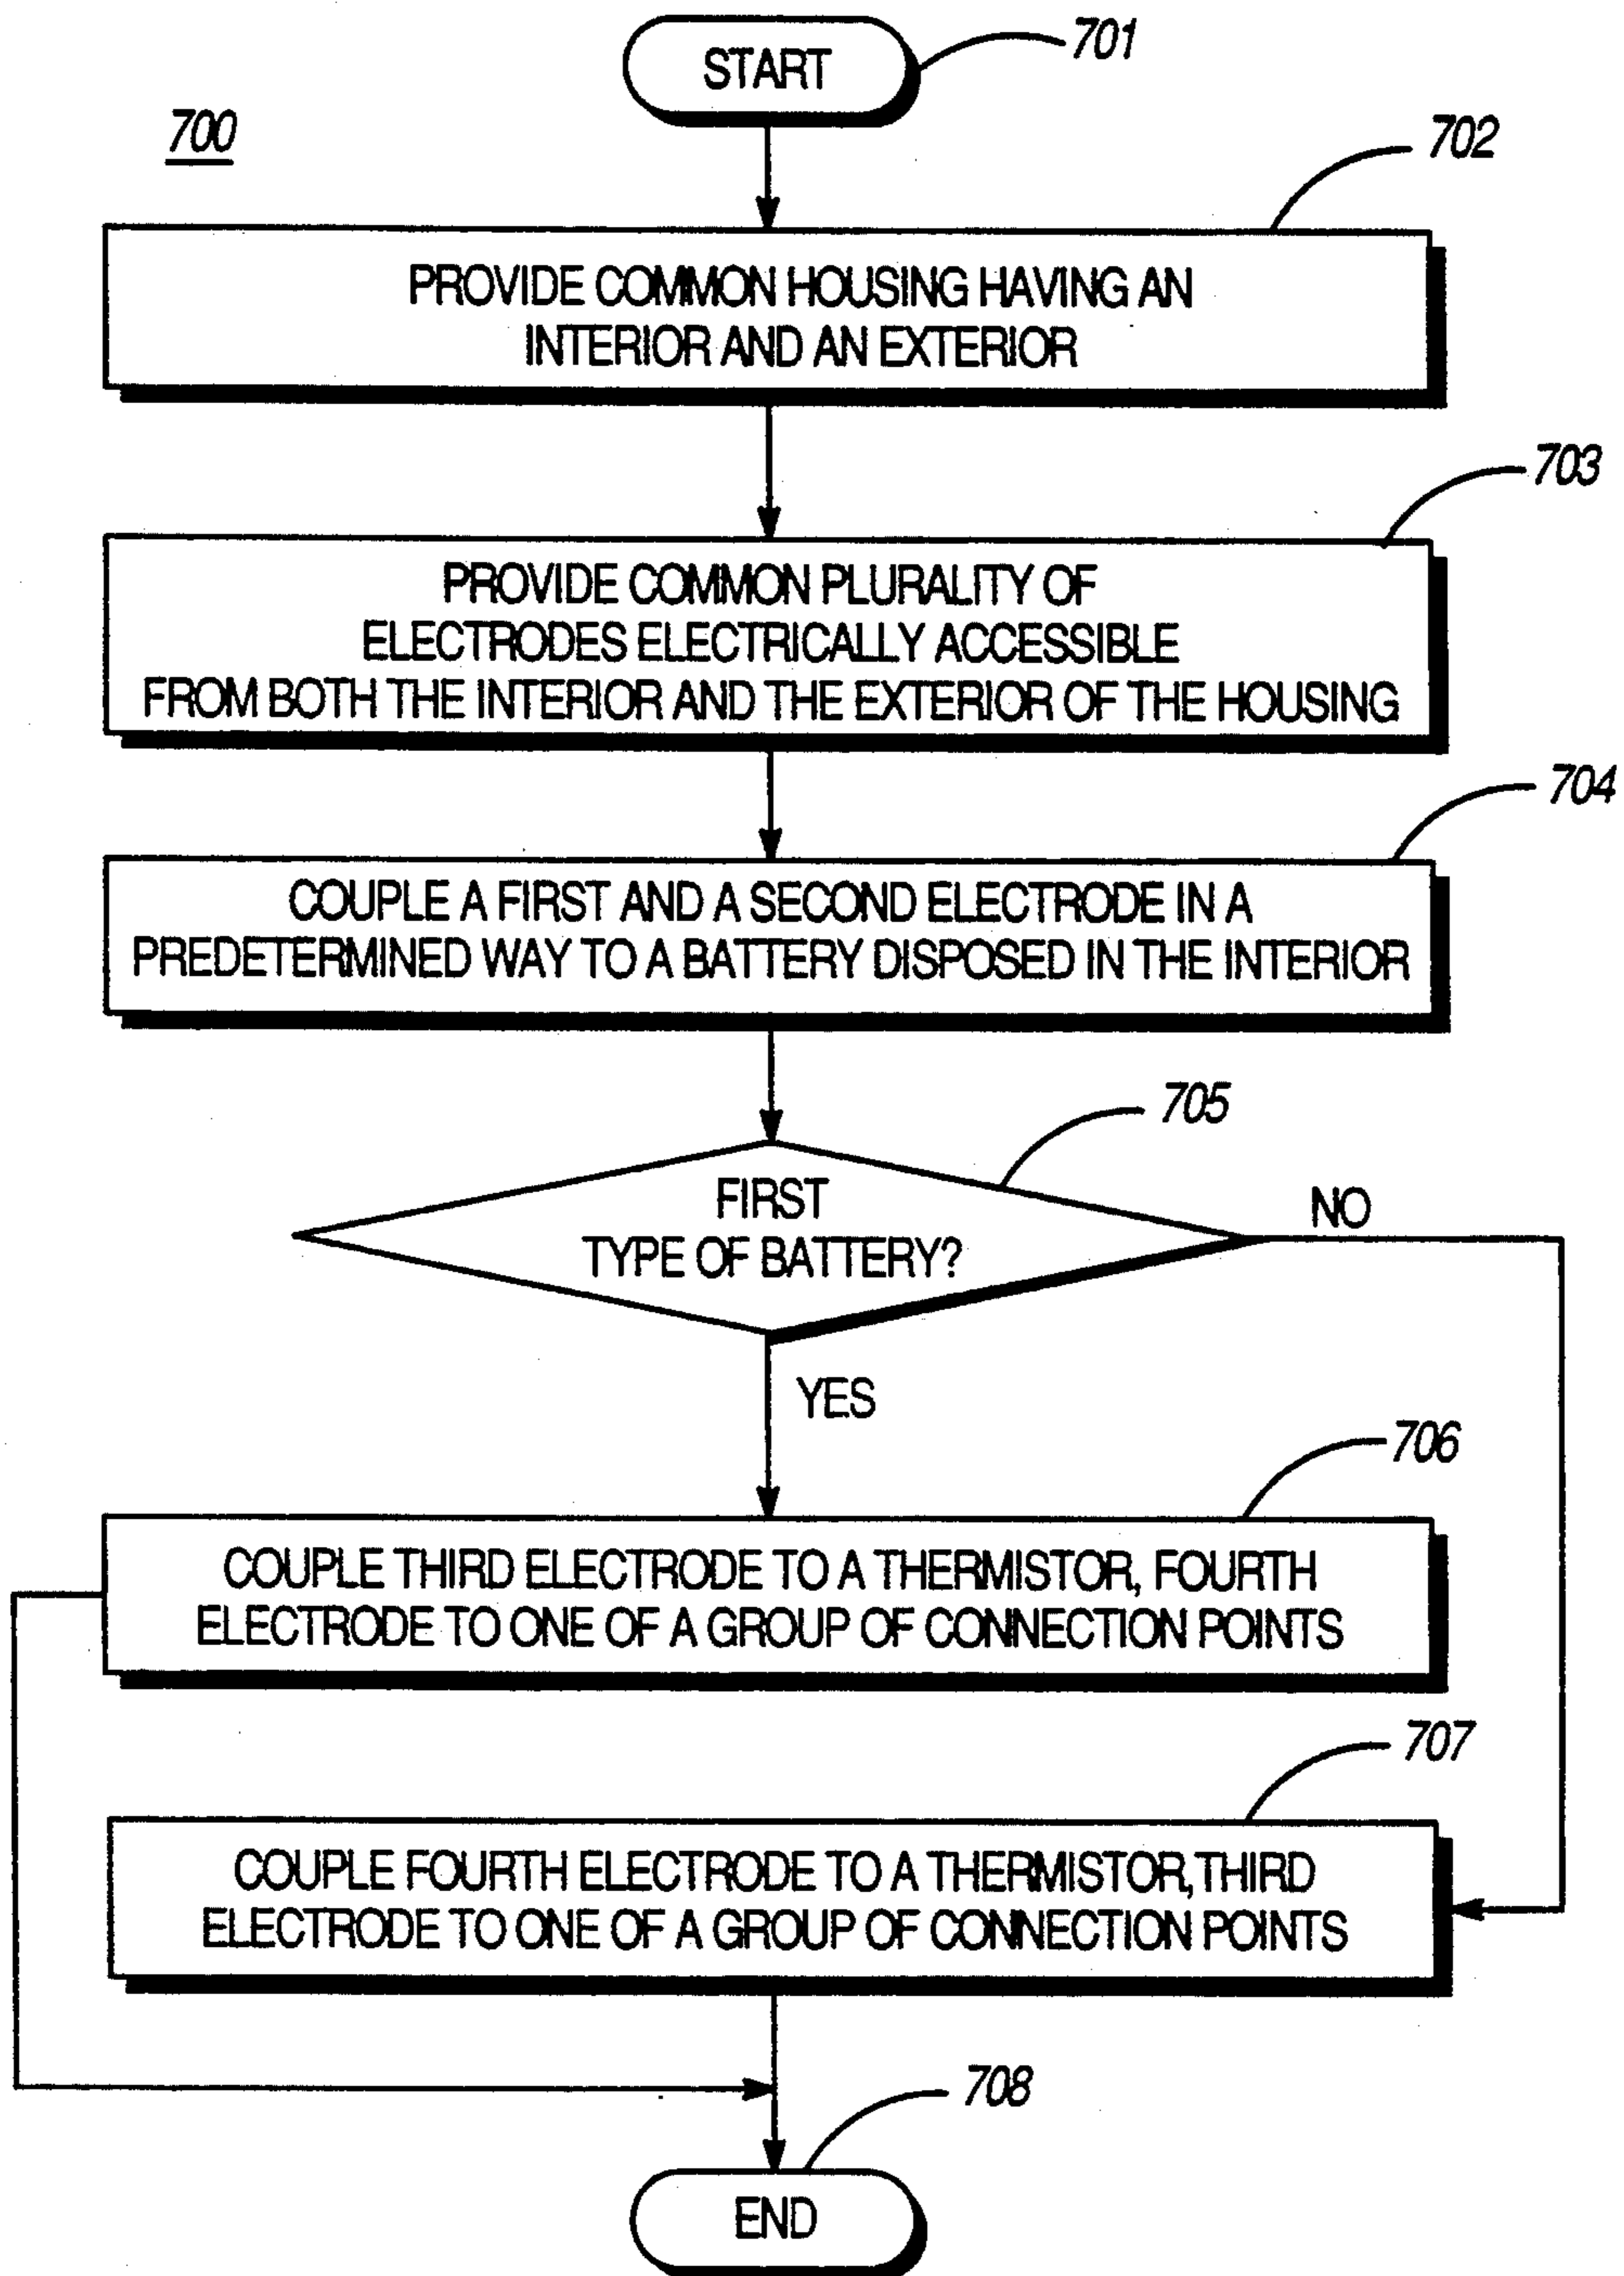 START
701
700
702
PROVIDE COMMON HOUSING HAVING AN
INTERIOR AND AN EXTERIOR
703
PROVIDE COMMON PLURALITY OF
ELECTRODES ELECTRICALLY ACCESSIBLE
FROM BOTH THE INTERIOR AND THE EXTERIOR OF THE HOUSING
704
COUPLE A FIRST AND A SECOND ELECTRODE IN A
PREDETERMINED WAY TO A BATTERY DISPOSED IN THE INTERIOR
705
FIRST
TYPE OF BATTERY?
NO
YES
706
COUPLE THIRD ELECTRODE TO A THERMISTOR, FOURTH
ELECTRODE TO ONE OF A GROUP OF CONNECTION POINTS
707
COUPLE FOURTH ELECTRODE TO A THERMISTOR, THIRD
ELECTRODE TO ONE OF A GROUP OF CONNECTION POINTS
708
END